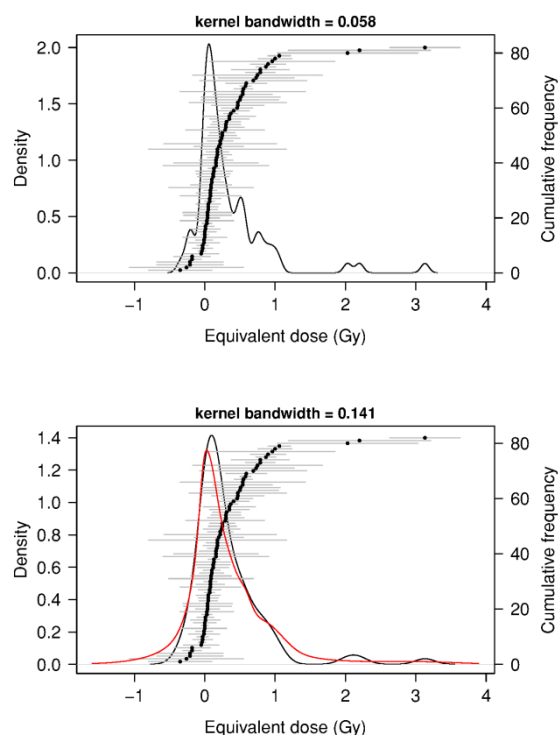 kernel bandwidth = 0.058
2.0
1.5
1.0
0.5
0.0
Density
80
60
40
20
0
Cumulative frequency
−1 0 1 2 3 4
Equivalent dose (Gy)
kernel bandwidth = 0.141
1.4
1.2
1.0
0.8
0.6
0.4
0.2
0.0
Density
80
60
40
20
0
Cumulative frequency
−1 0 1 2 3 4
Equivalent dose (Gy)